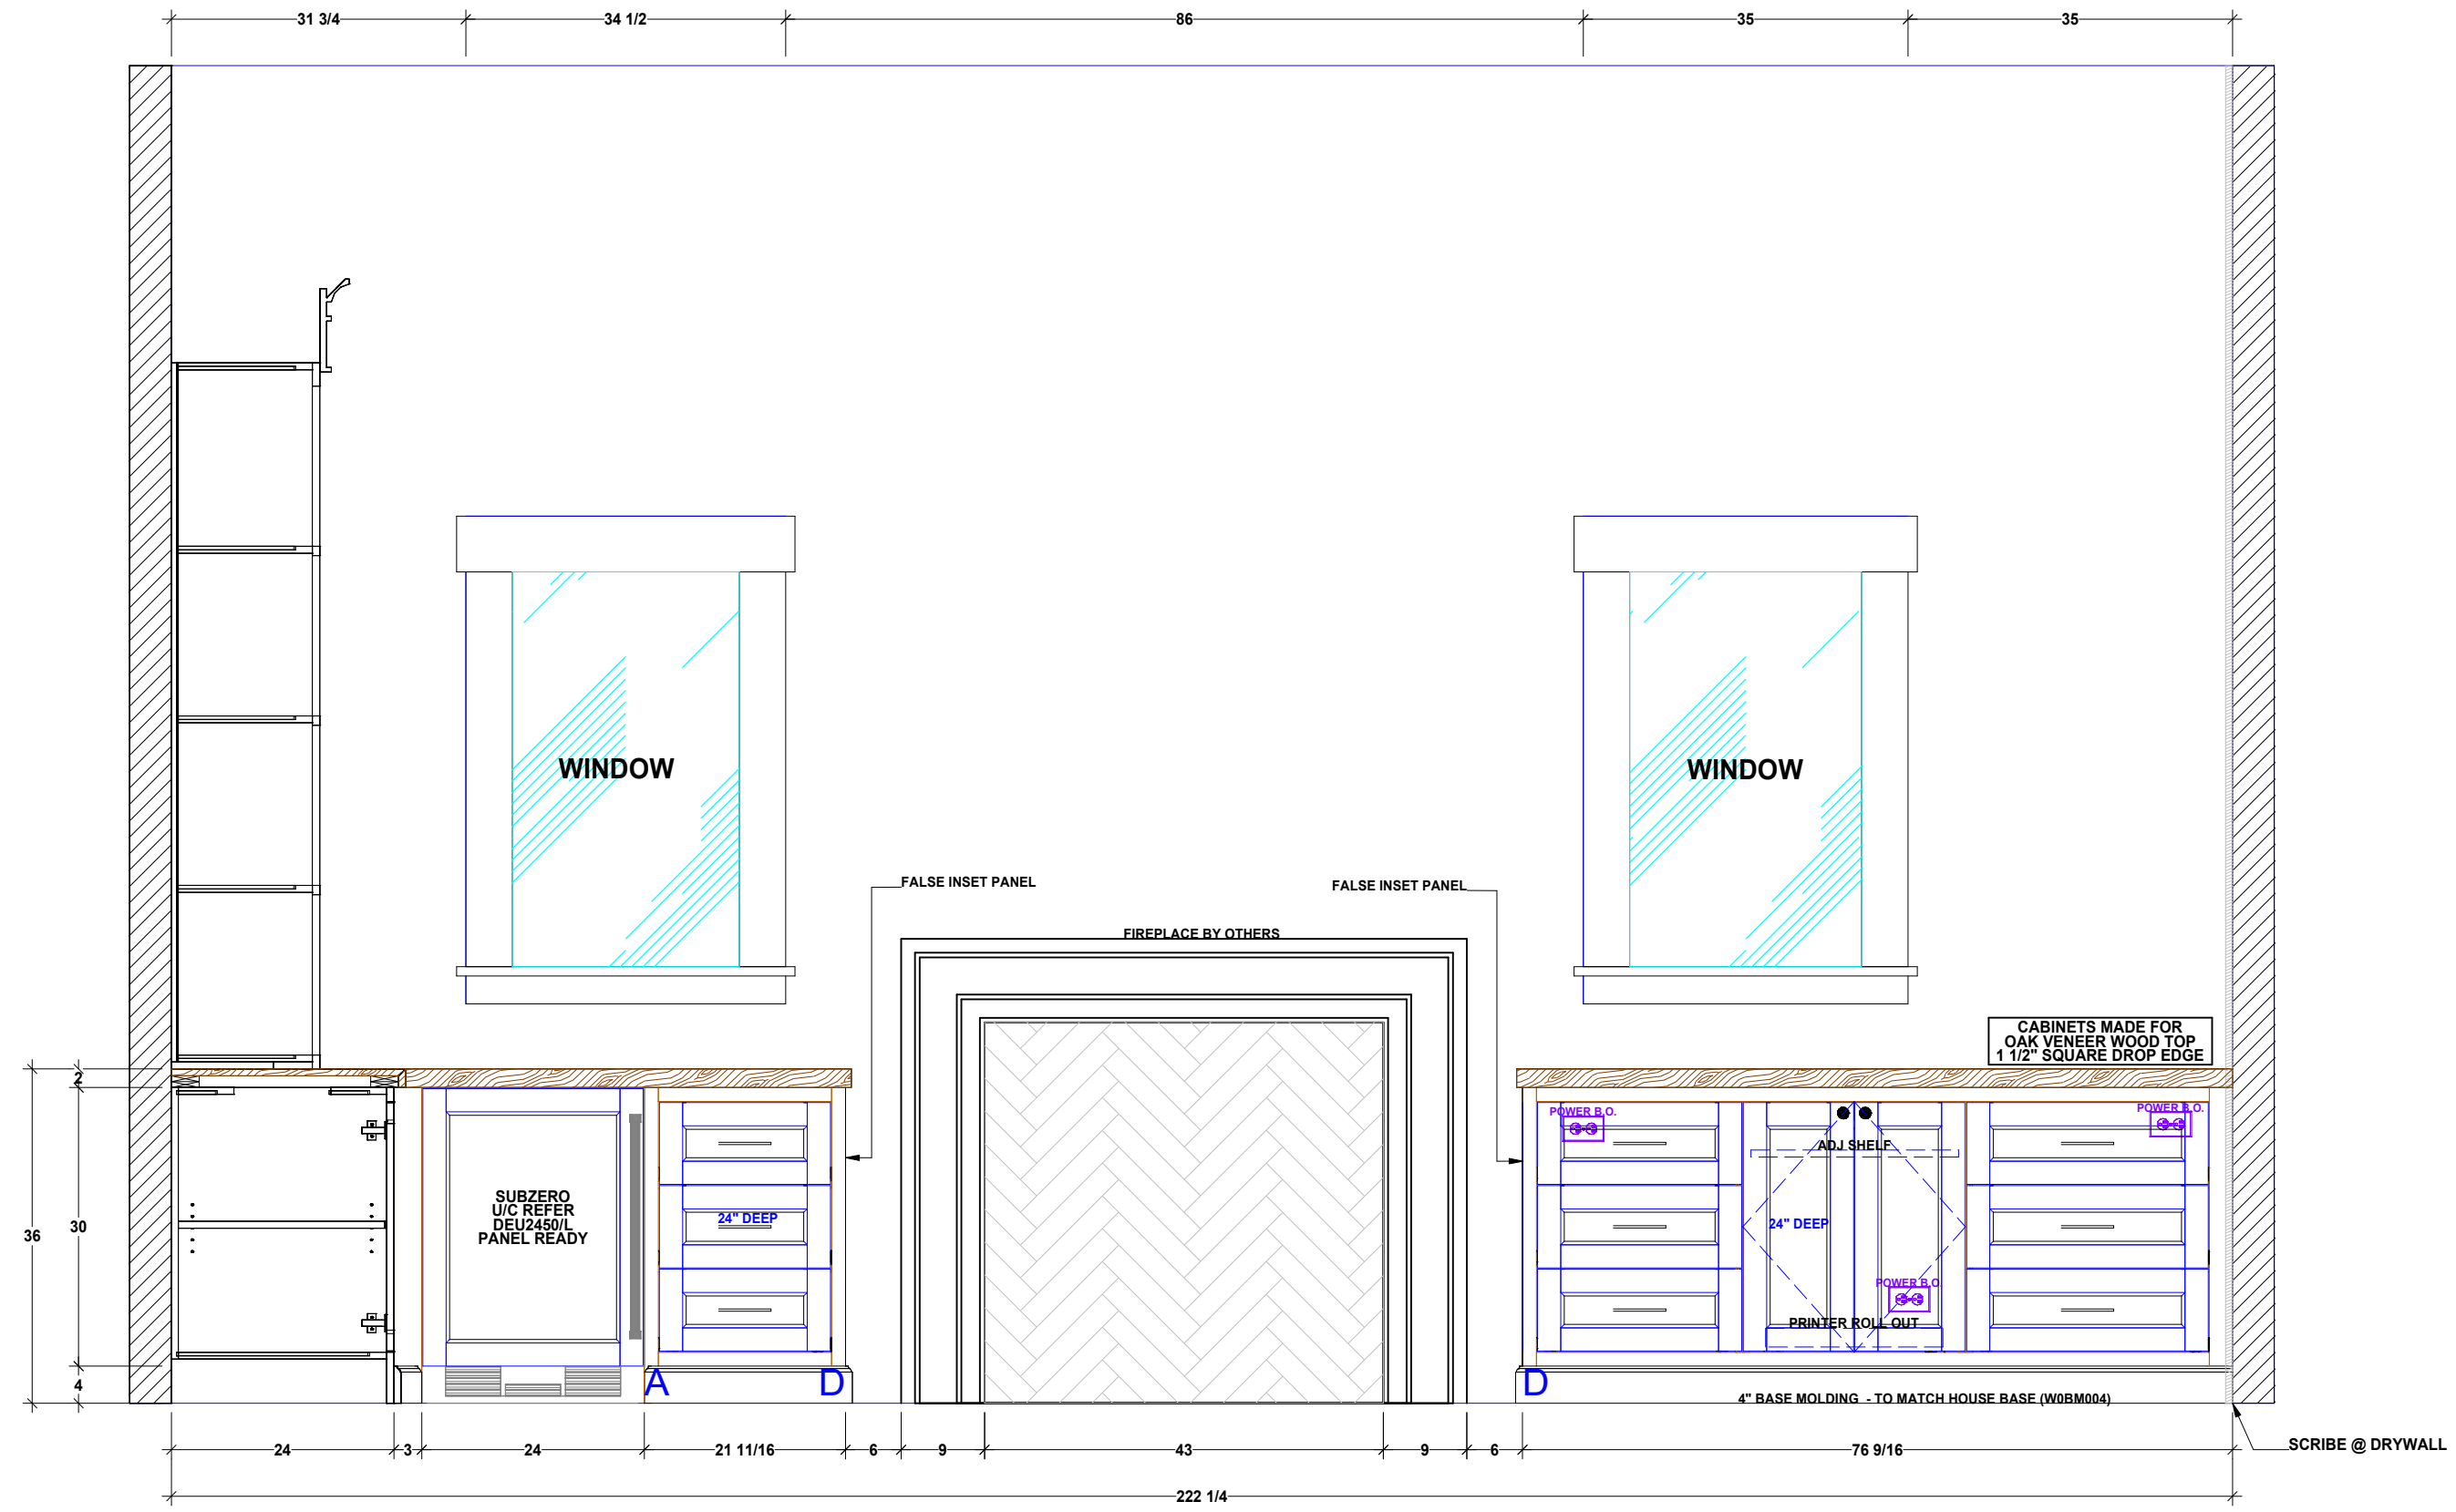 31 3/4
34 1/2
86
35
35
WINDOW
WINDOW
FALSE INSET PANEL
FALSE INSET PANEL
FIREPLACE BY OTHERS
CABINETS MADE FOR
OAK VENEER WOOD TOP
1 1/2" SQUARE DROP EDGE
2
POWER B.O.
POWER B.O.
ADJ SHELF
SUBZERO
U/C REFER
DEU2450/L
PANEL READY
24" DEEP
24" DEEP
36
30
POWER B.O.
PRINTER ROLL OUT
4
A
D
D
4" BASE MOLDING - TO MATCH HOUSE BASE (W0BM004)
24
3
24
21 11/16
6
9
43
9
6
76 9/16
SCRIBE @ DRYWALL
222 1/4